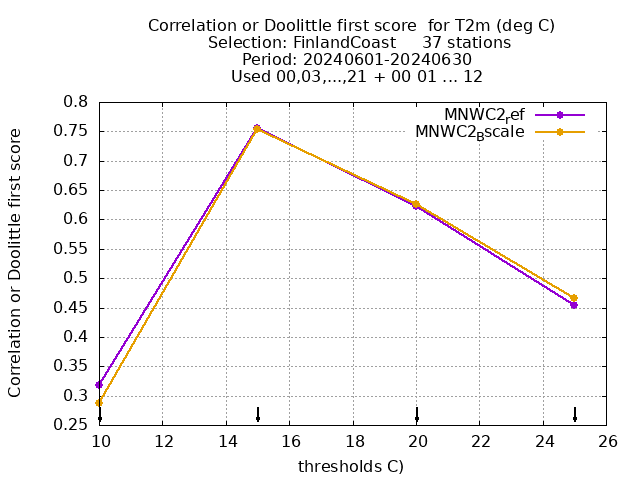 Correlation or Doolittle first score  for T2m (deg C)
Selection: FinlandCoast     37 stations
Period: 20240601-20240630
Used 00,03,...,21 + 00 01 ... 12
Correlation or Doolittle first score
0.8
0.75
0.7
0.65
0.6
0.55
0.5
0.45
0.4
0.35
0.3
0.25
MNWC2ref
MNWC2Bscale
10 12 14 16 18 20 22 24 26
thresholds C)